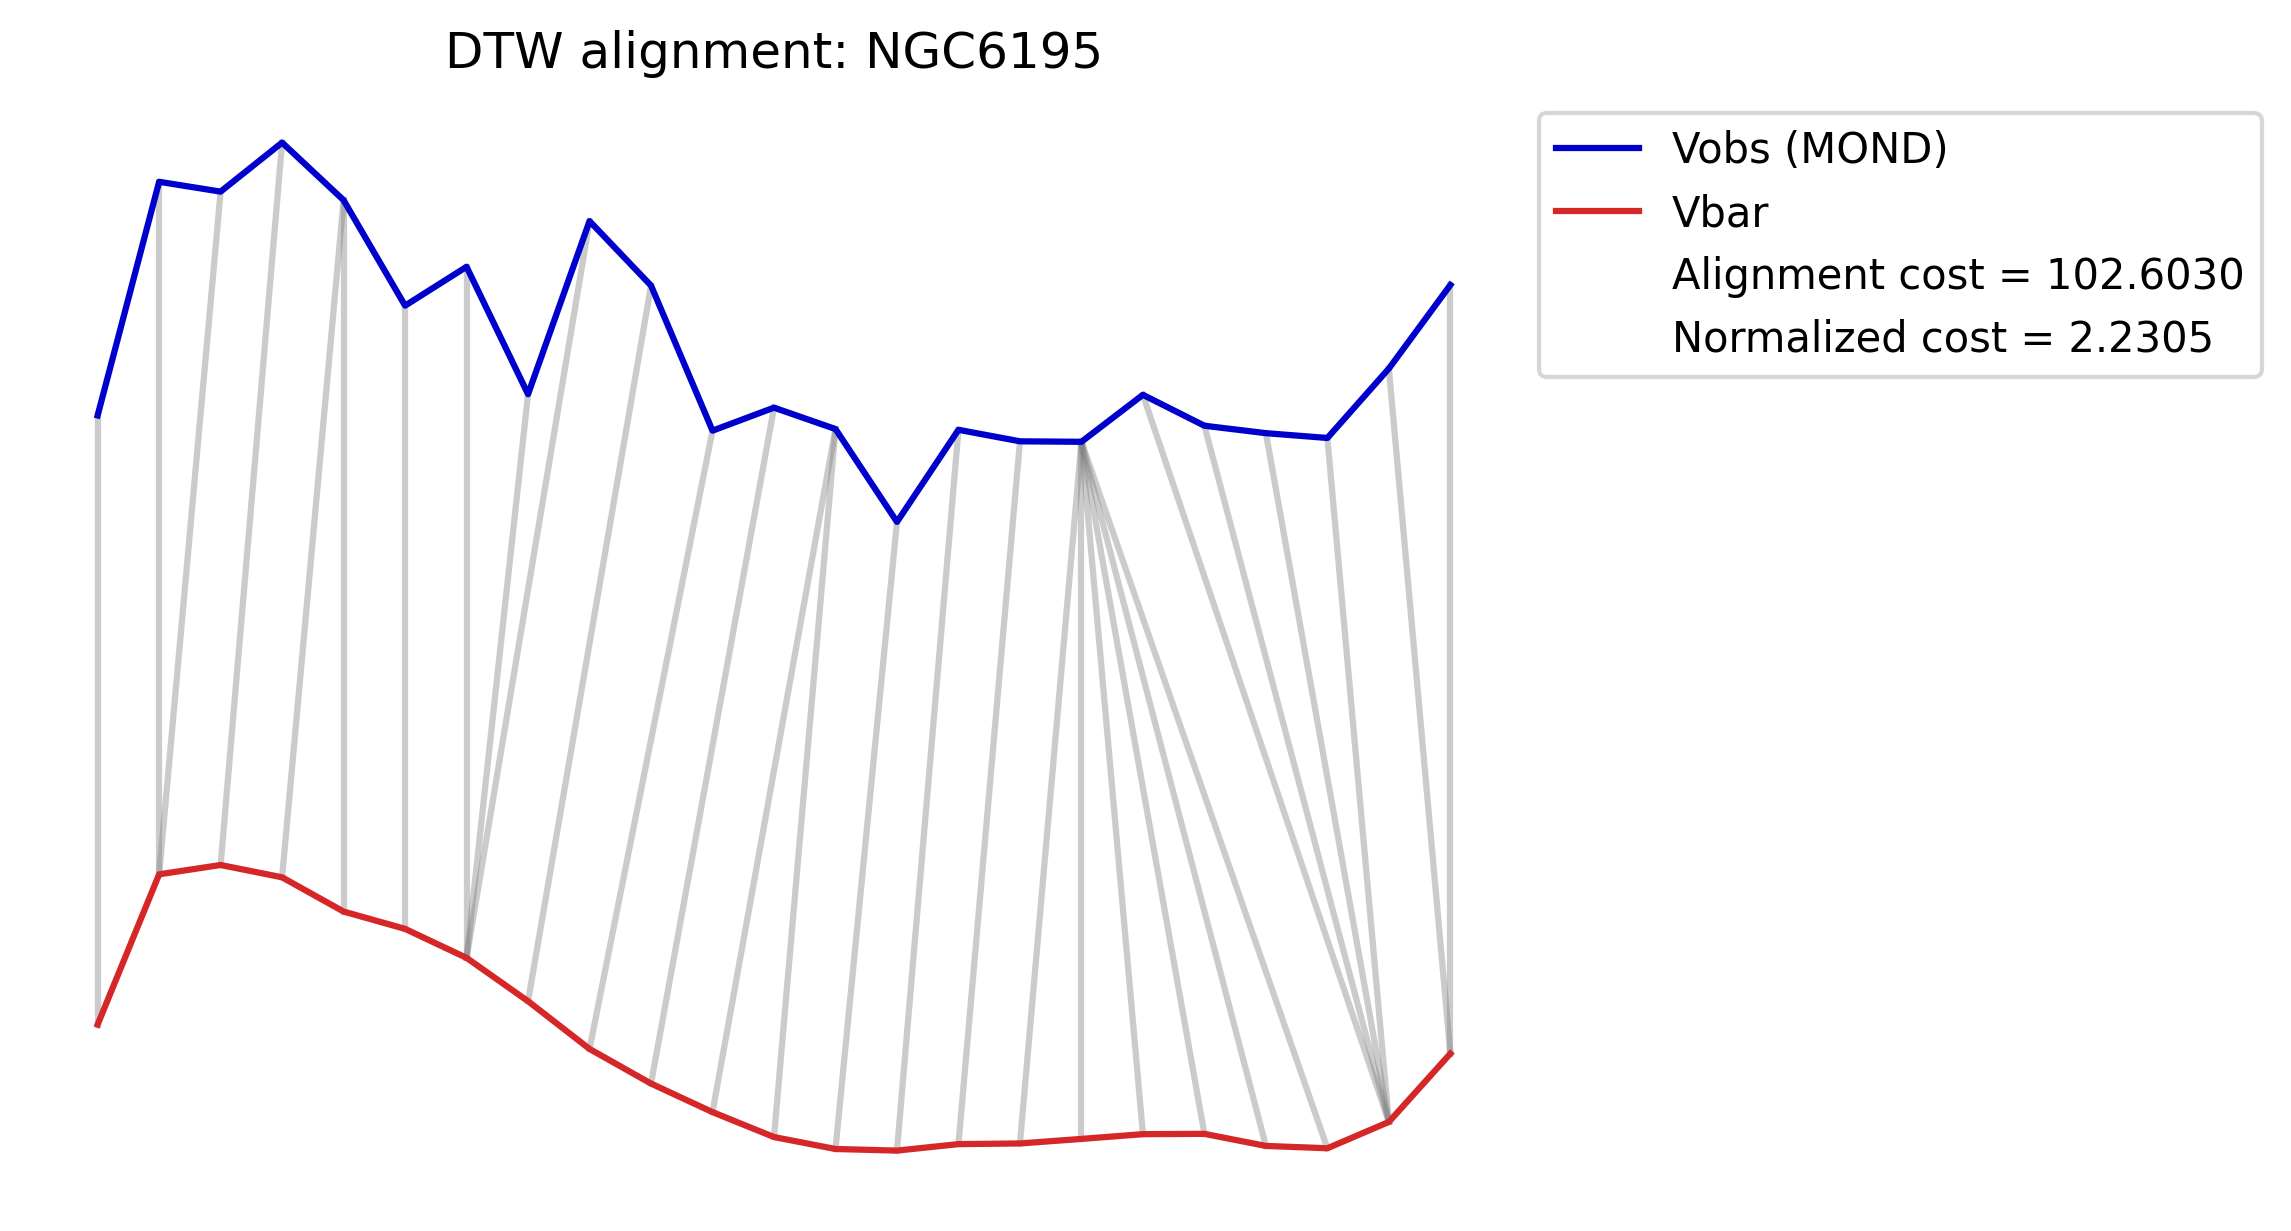 DTW alignment: NGC6195
Vobs (MOND)
Vbar
Alignment cost = 102.6030
Normalized cost = 2.2305